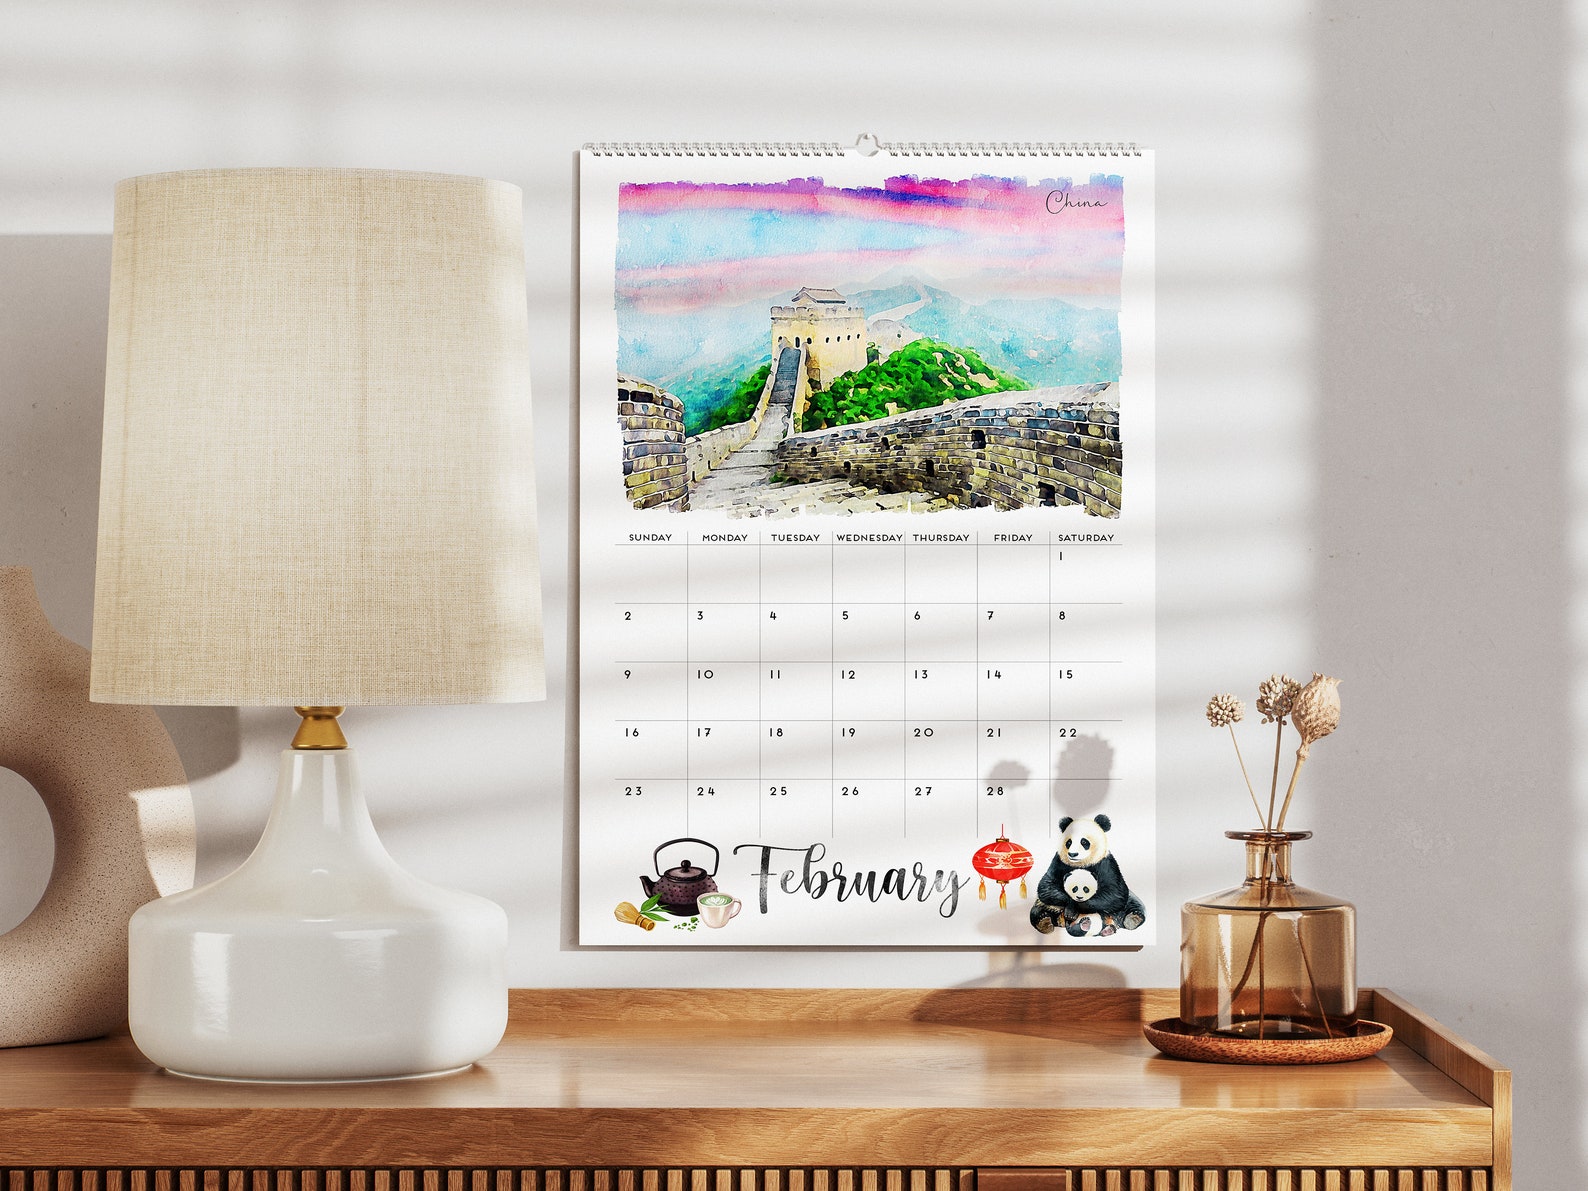 China
SUNDAY MONDAY TUESDAY WEDNESDAY THURSDAY FRIDAY SATURDAY
1
2 3 4 5 6 7 8
9 10 11 12 13 14 15
16 17 18 19 20 21 22
23 24 25 26 27 28
February